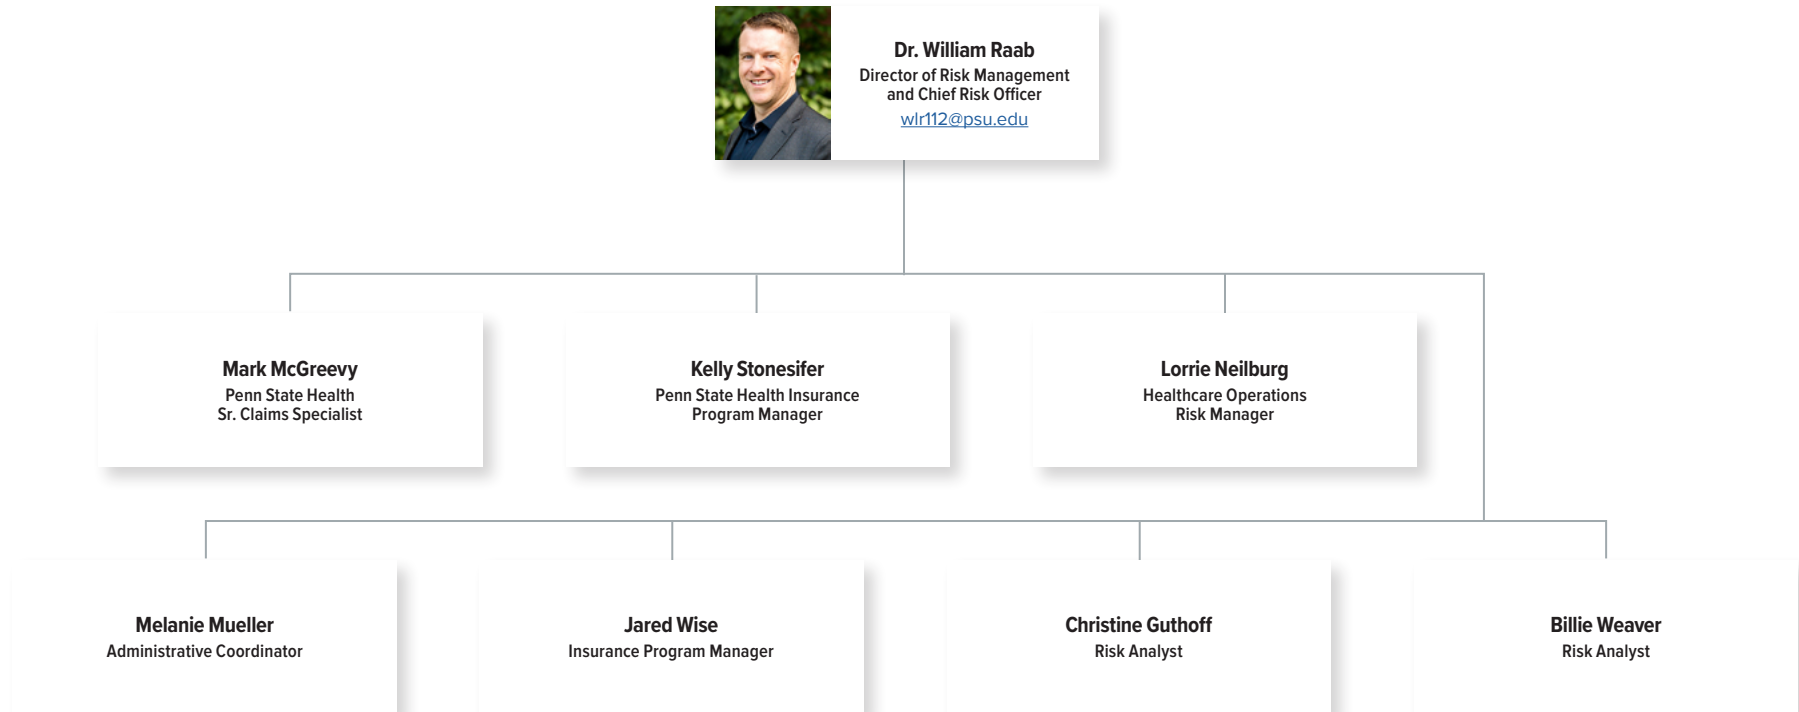 Dr. William Raab
Director of Risk Management
and Chief Risk Officer
wlr112@psu.edu
Mark McGreevy
Penn State Health
Sr. Claims Specialist
Kelly Stonesifer
Penn State Health Insurance
Program Manager
Lorrie Neilburg
Healthcare Operations
Risk Manager
Melanie Mueller
Administrative Coordinator
Jared Wise
Insurance Program Manager
Christine Guthoff
Risk Analyst
Billie Weaver
Risk Analyst